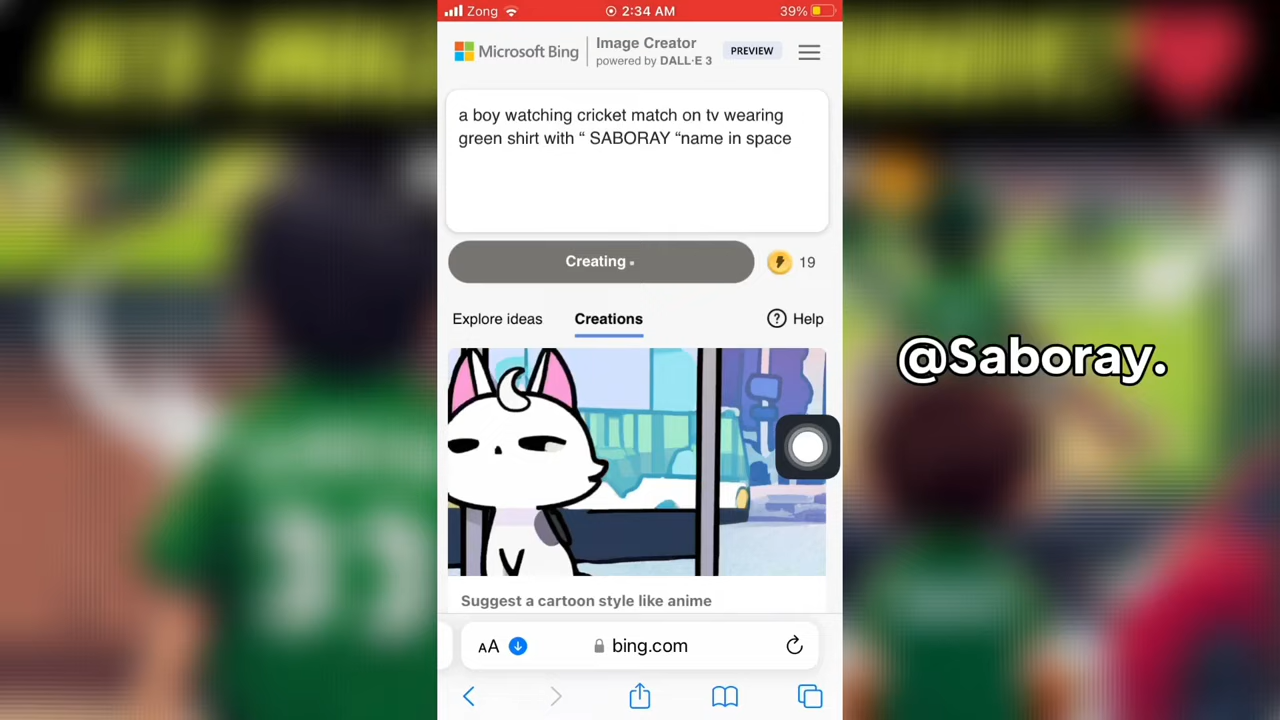 Zong
2:34 AM
39%
Microsoft Bing
Image Creator
powered by DALL·E 3
PREVIEW
a boy watching cricket match on tv wearing
green shirt with “ SABORAY “name in space
Creating
19
Explore ideas
Creations
Help
@Saboray.
Suggest a cartoon style like anime
AA
bing.com